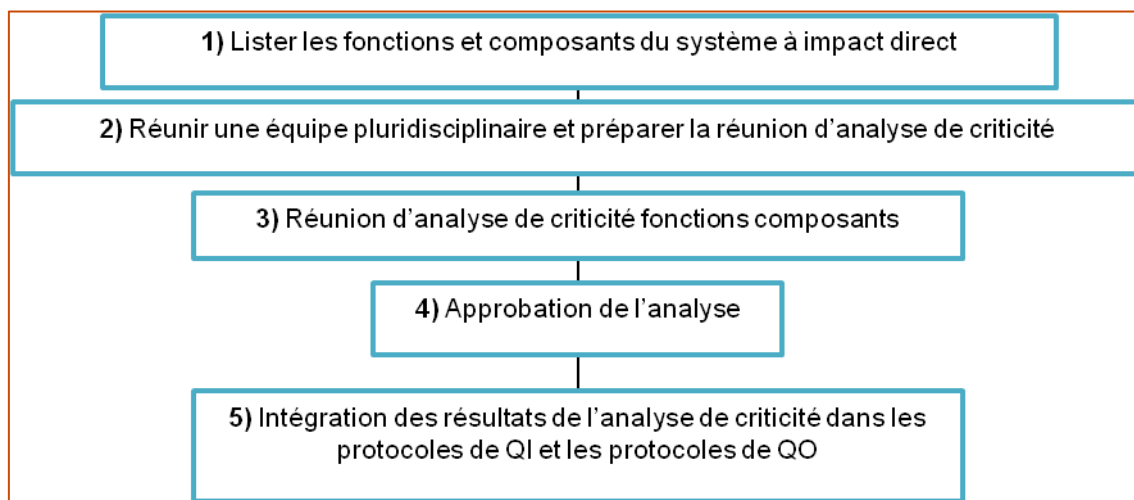 1) Lister les fonctions et composants du système à impact direct
2) Réunir une équipe pluridisciplinaire et préparer la réunion d’analyse de criticité
3) Réunion d’analyse de criticité fonctions composants
4) Approbation de l’analyse
5) Intégration des résultats de l’analyse de criticité dans les
protocoles de QI et les protocoles de QO